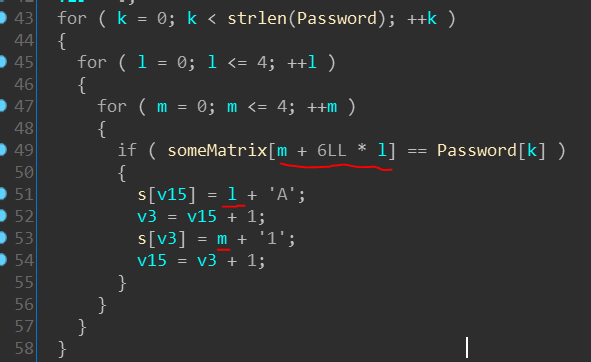 43 for ( k = 0; k < strlen(Password); ++k )
44 {
45 for ( l = 0; l <= 4; ++l )
46 {
47 for ( m = 0; m <= 4; ++m )
48 {
49 if ( someMatrix[m + 6LL * l] == Password[k] )
50 {
51 s[v15] = l + 'A';
52 v3 = v15 + 1;
53 s[v3] = m + '1';
54 v15 = v3 + 1;
55 }
56 }
57 }
58 }